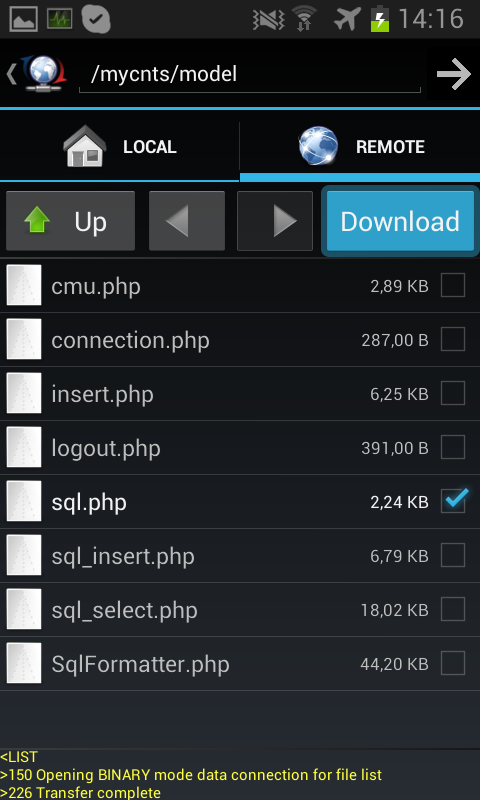 14:16
/mycnts/model
LOCAL REMOTE
Up Download
cmu.php 2,89 KB
connection.php 287,00 B
insert.php 6,25 KB
logout.php 391,00 B
sql.php 2,24 KB
sql_insert.php 6,79 KB
sql_select.php 18,02 KB
SqlFormatter.php 44,20 KB
<LIST
>150 Opening BINARY mode data connection for file list
>226 Transfer complete